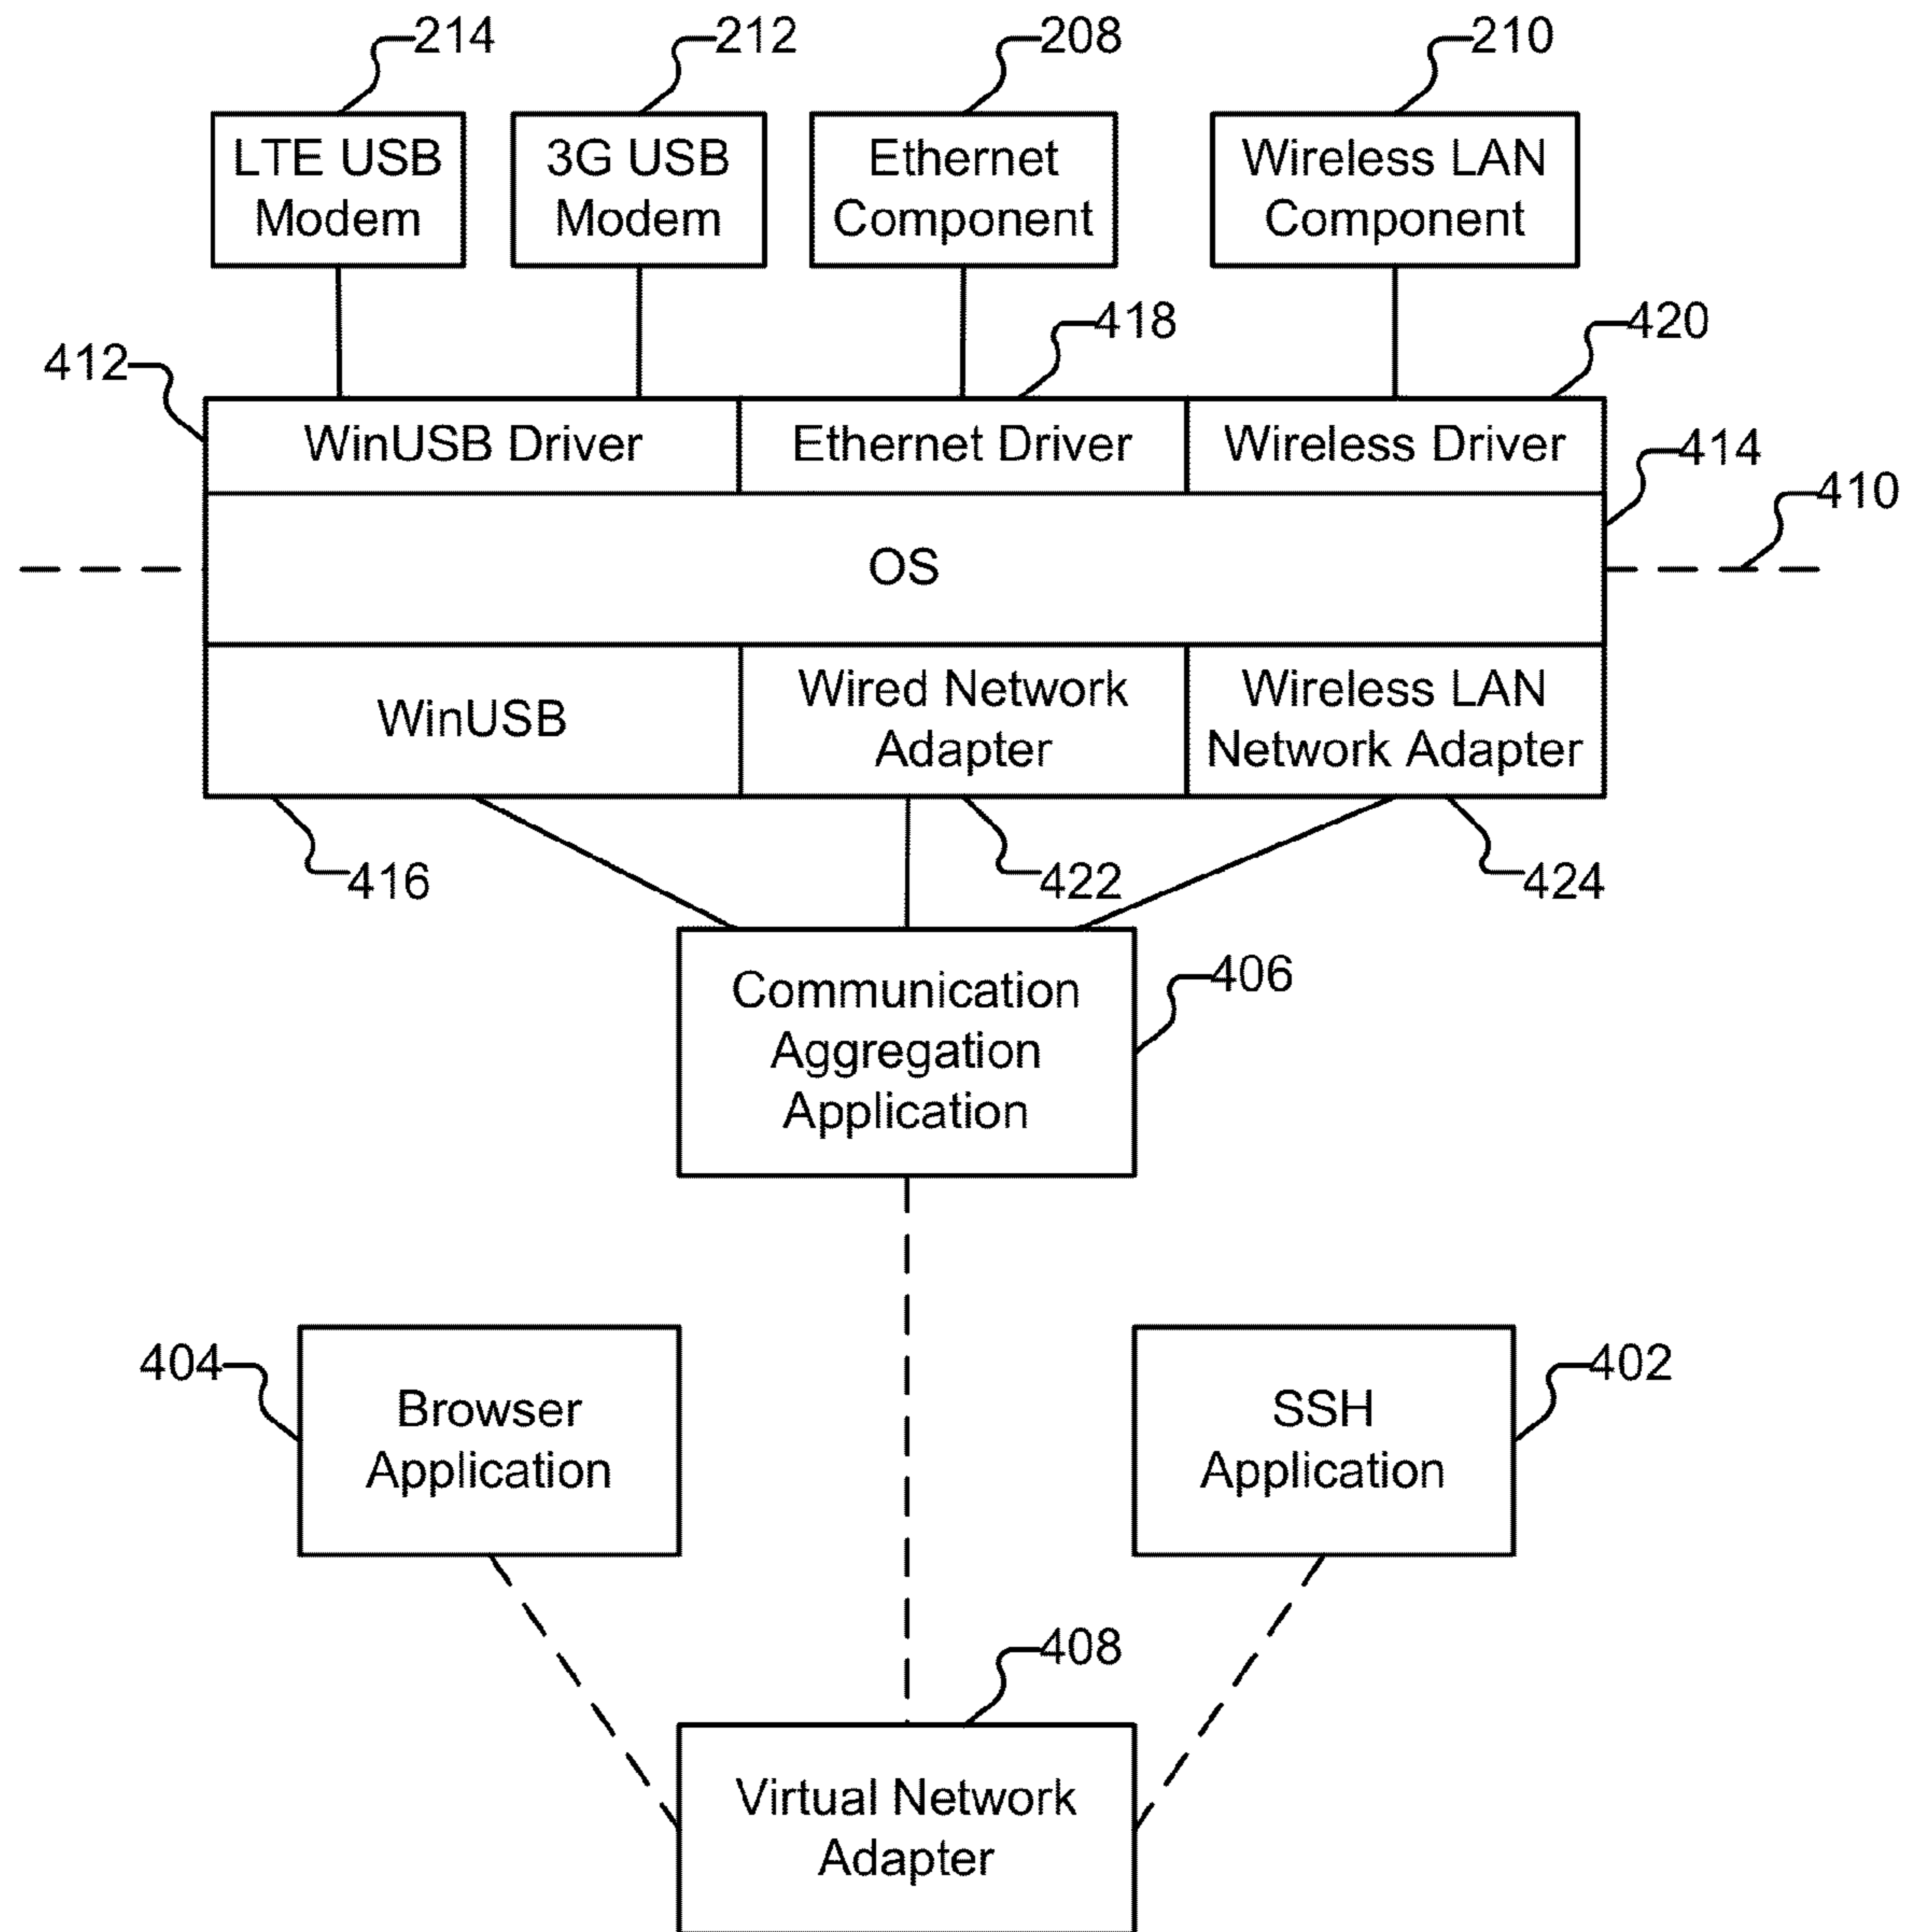 214
212
208
210
LTE USB
Modem
3G USB
Modem
Ethernet
Component
Wireless LAN
Component
418
420
412
WinUSB Driver
Ethernet Driver
Wireless Driver
414
410
OS
WinUSB
Wired Network
Adapter
Wireless LAN
Network Adapter
416
422
424
Communication
Aggregation
Application
406
404
Browser
Application
SSH
Application
402
408
Virtual Network
Adapter